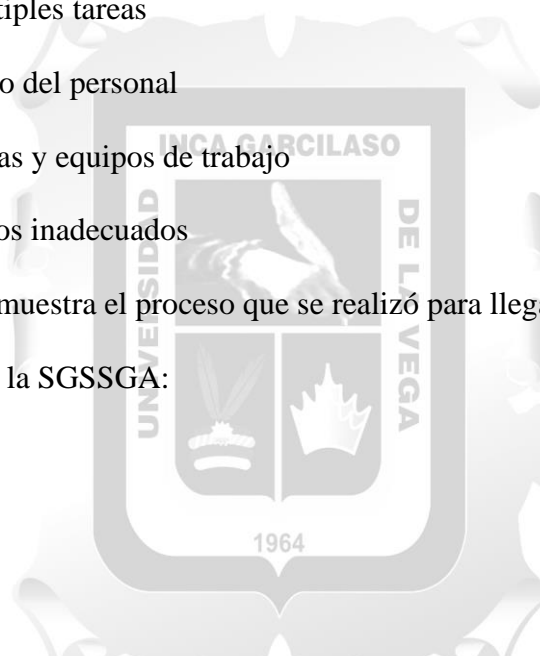 tiples tareas
o del personal
as y equipos de trabajo
os inadecuados
muestra el proceso que se realizó para llega
la SGSSGA:
INCA GARCILASO
UNIVERSIDAD
DE LA VEGA
1964